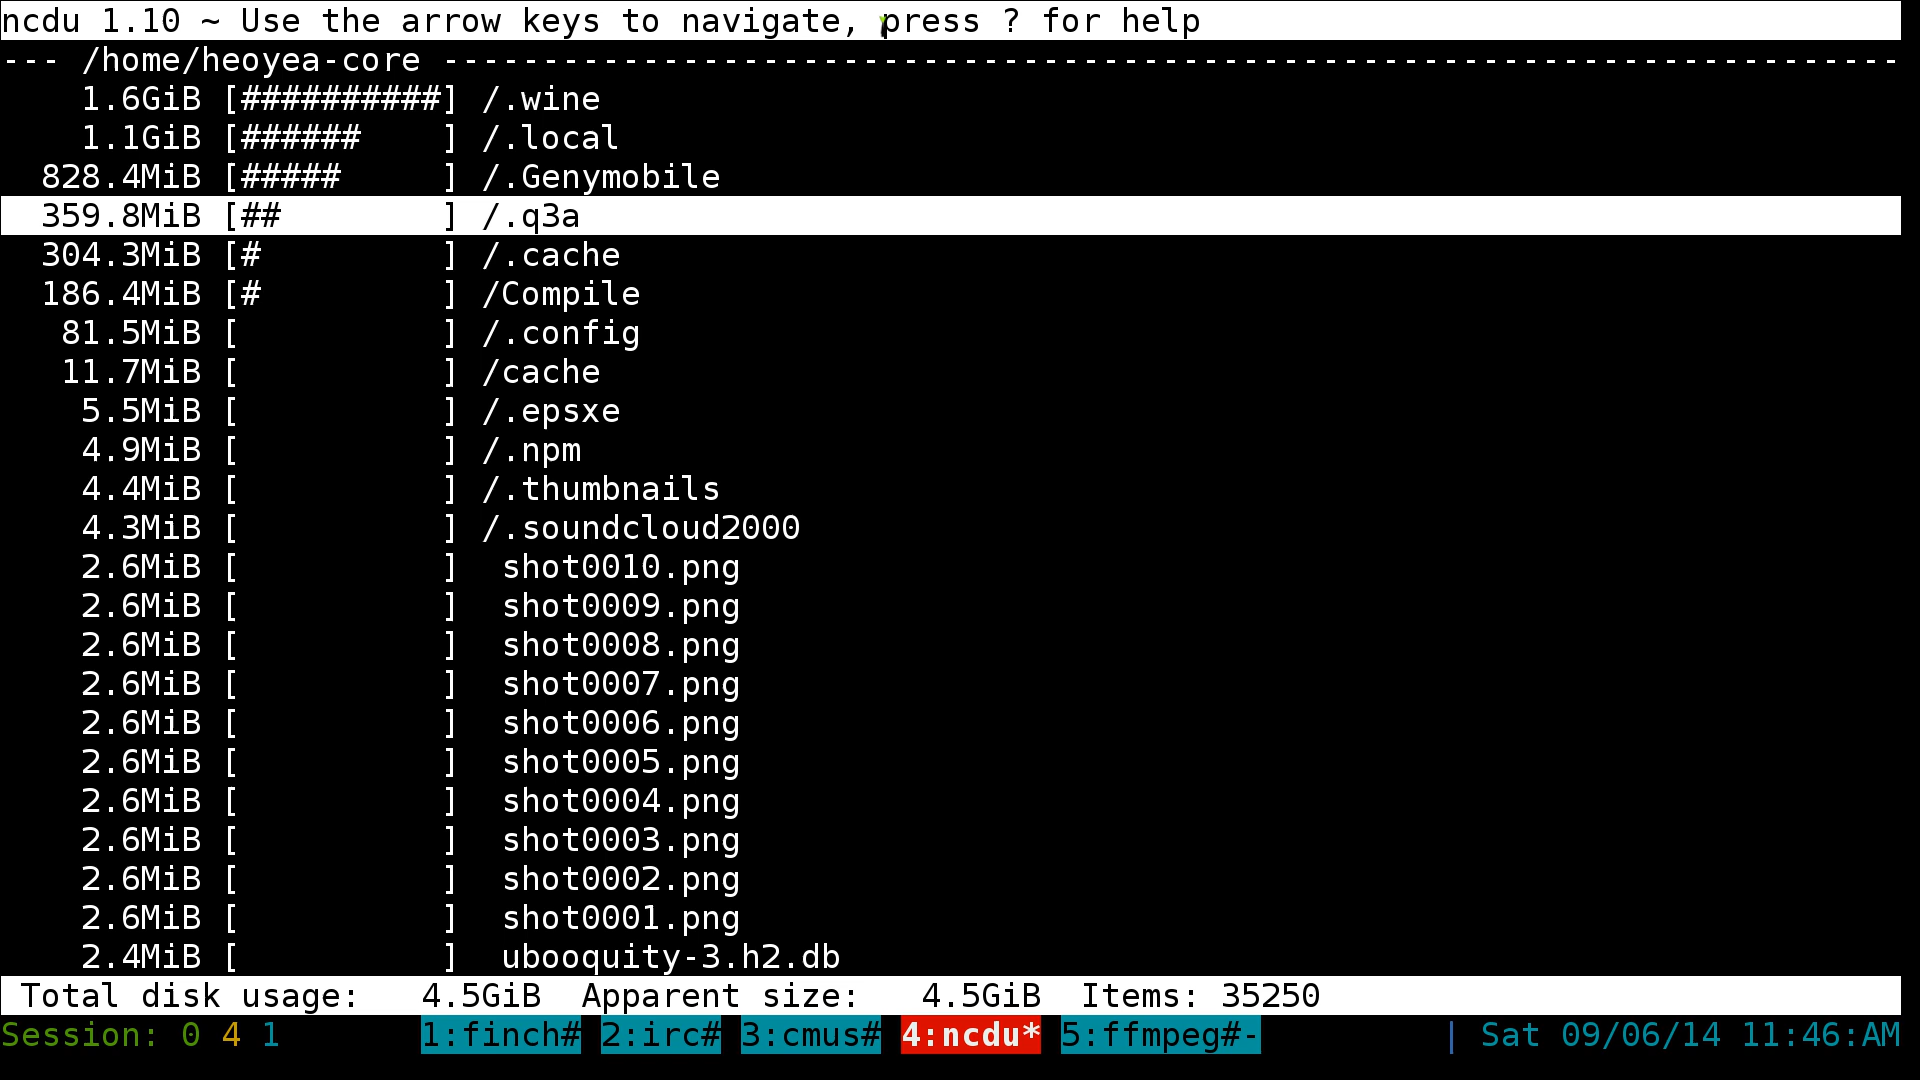 ncdu 1.10 ~ Use the arrow keys to navigate, press ? for help
--- /home/heoyea-core -------------------------------------------------------------------------
    1.6GiB [##########] /.wine
    1.1GiB [######    ] /.local
  828.4MiB [#####     ] /.Genymobile
  359.8MiB [##        ] /.q3a
  304.3MiB [#         ] /.cache
  186.4MiB [#         ] /Compile
   81.5MiB [          ] /.config
   11.7MiB [          ] /cache
    5.5MiB [          ] /.epsxe
    4.9MiB [          ] /.npm
    4.4MiB [          ] /.thumbnails
    4.3MiB [          ] /.soundcloud2000
    2.6MiB [          ]  shot0010.png
    2.6MiB [          ]  shot0009.png
    2.6MiB [          ]  shot0008.png
    2.6MiB [          ]  shot0007.png
    2.6MiB [          ]  shot0006.png
    2.6MiB [          ]  shot0005.png
    2.6MiB [          ]  shot0004.png
    2.6MiB [          ]  shot0003.png
    2.6MiB [          ]  shot0002.png
    2.6MiB [          ]  shot0001.png
    2.4MiB [          ]  ubooquity-3.h2.db
 Total disk usage:   4.5GiB  Apparent size:   4.5GiB  Items: 35250
Session: 0 4 1       1:finch# 2:irc# 3:cmus# 4:ncdu* 5:ffmpeg#-         | Sat 09/06/14 11:46:AM